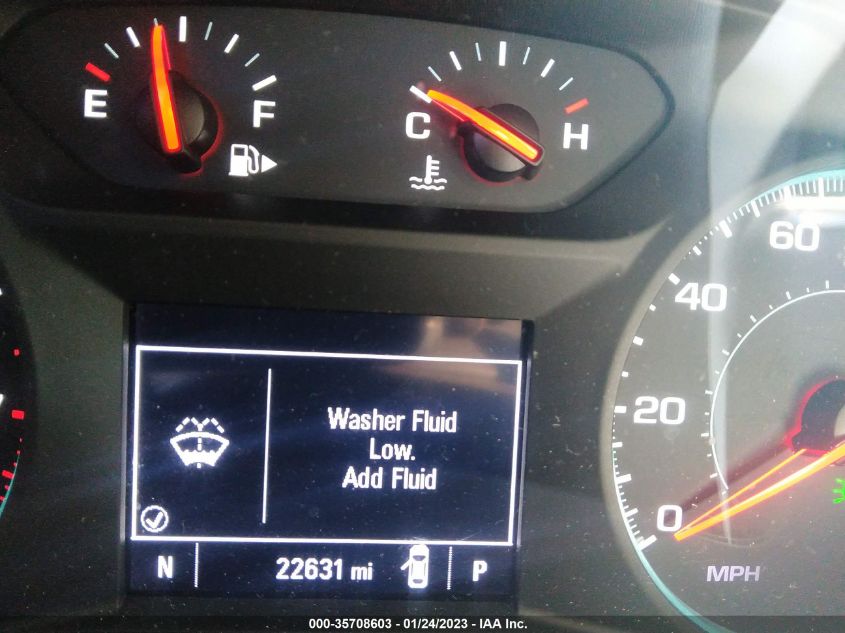 E
F
C
H
60
40
20
0
MPH
Washer Fluid
Low.
Add Fluid
N
22631 mi
P
000-35708603 - 01/24/2023 - IAA Inc.